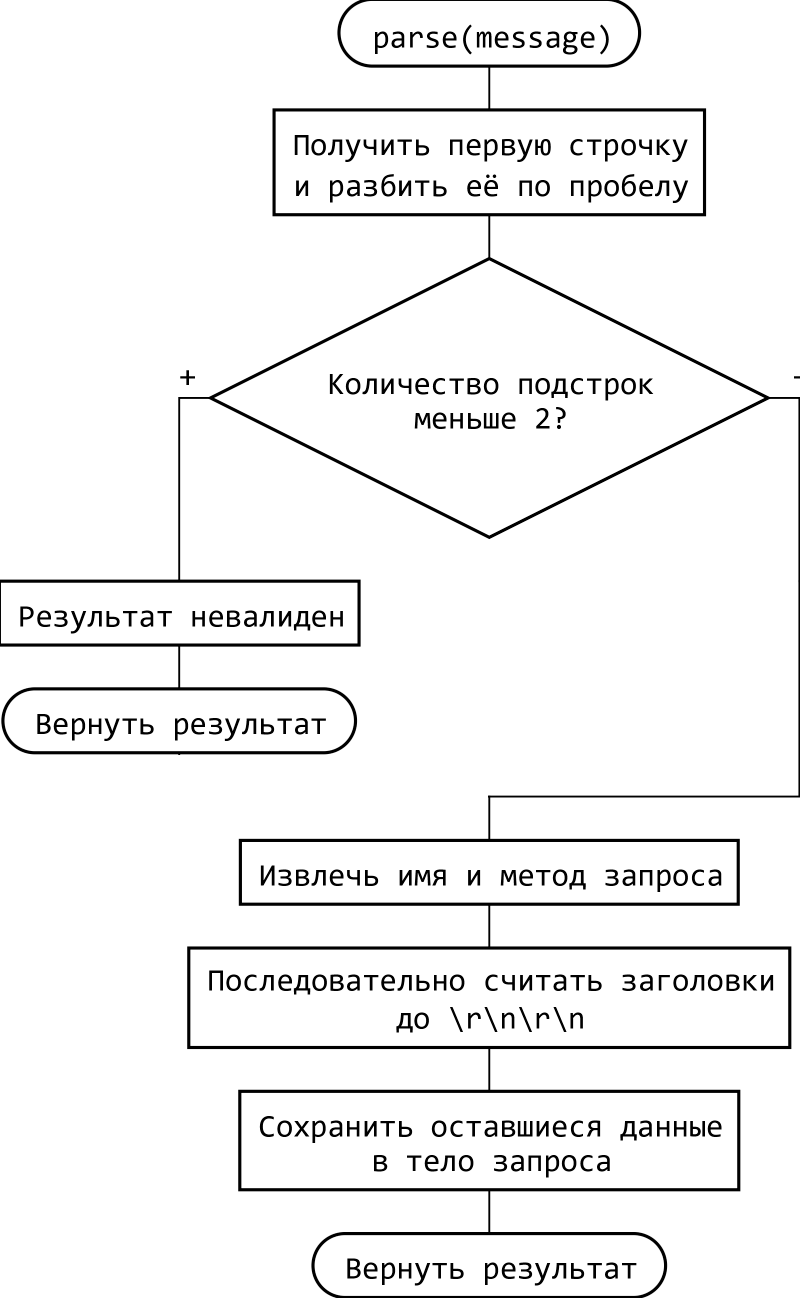 parse(message)
Получить первую строчку
и разбить её по пробелу
+
-
Количество подстрок
меньше 2?
Результат невалиден
Вернуть результат
Извлечь имя и метод запроса
Последовательно считать заголовки
до \r\n\r\n
Сохранить оставшиеся данные
в тело запроса
Вернуть результат